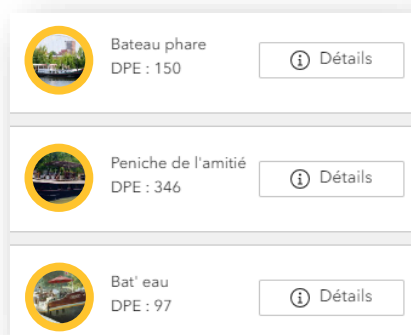 Bateau phare
DPE : 150
Détails
Peniche de l'amitié
DPE : 346
Détails
Bat' eau
DPE : 97
Détails